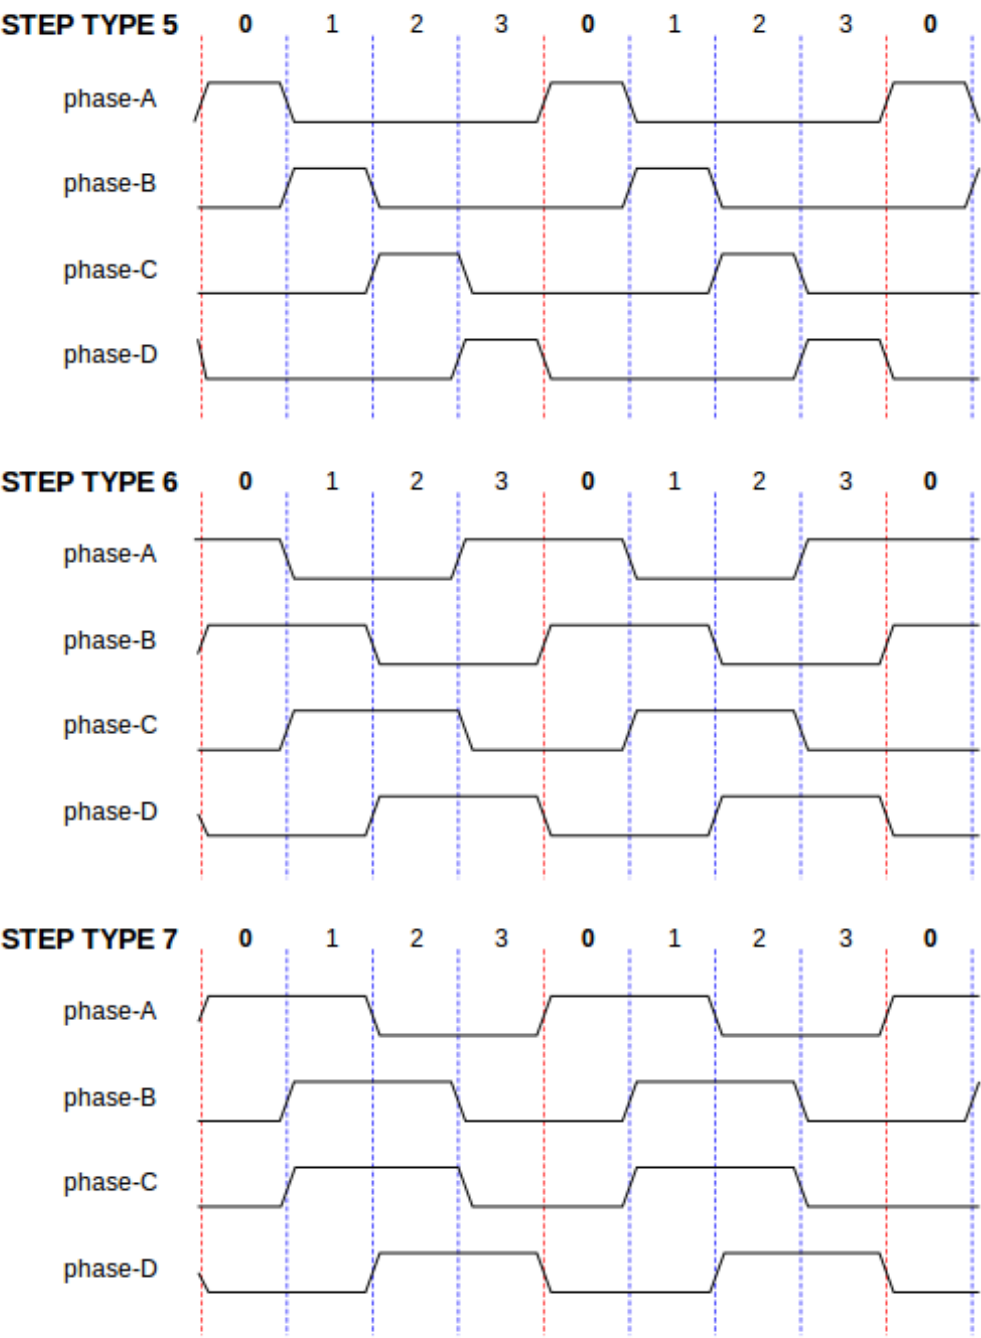 STEP TYPE 5 0 1 2 3 0 1 2 3 0
phase-A
phase-B
phase-C
phase-D
STEP TYPE 6 0 1 2 3 0 1 2 3 0
phase-A
phase-B
phase-C
phase-D
STEP TYPE 7 0 1 2 3 0 1 2 3 0
phase-A
phase-B
phase-C
phase-D